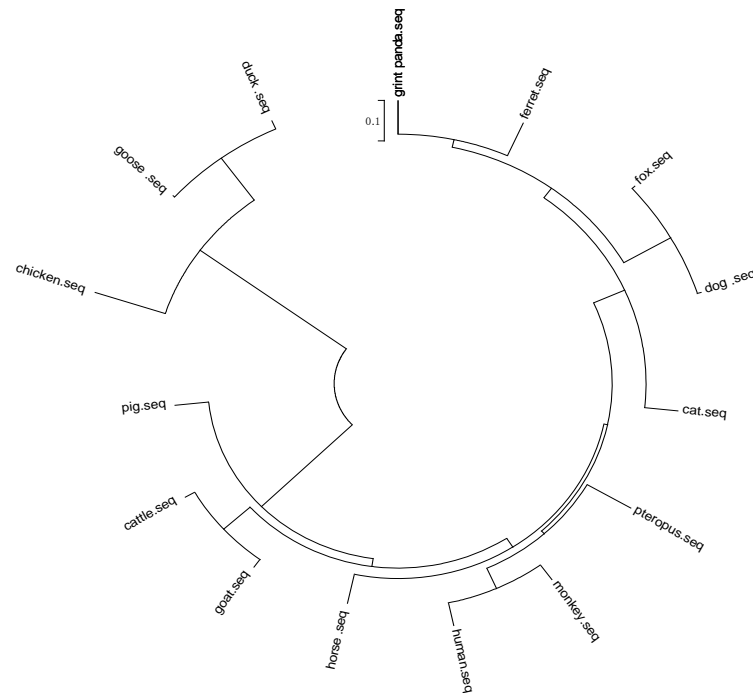 grint panda.seq
ferret.seq
fox.seq
dog .sec
cat.seq
pteropus.seq
monkey.seq
human.seq
horse .seq
goat.seq
cattle.seq
pig.seq
chicken.seq
goose .seq
duck .seq
0.1